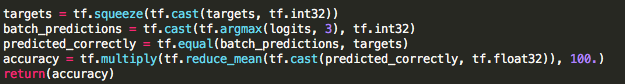 targets = tf.squeeze(tf.cast(targets, tf.int32))
batch_predictions = tf.cast(tf.argmax(logits, 3), tf.int32)
predicted_correctly = tf.equal(batch_predictions, targets)
accuracy = tf.multiply(tf.reduce_mean(tf.cast(predicted_correctly, tf.float32)), 100.)
return(accuracy)